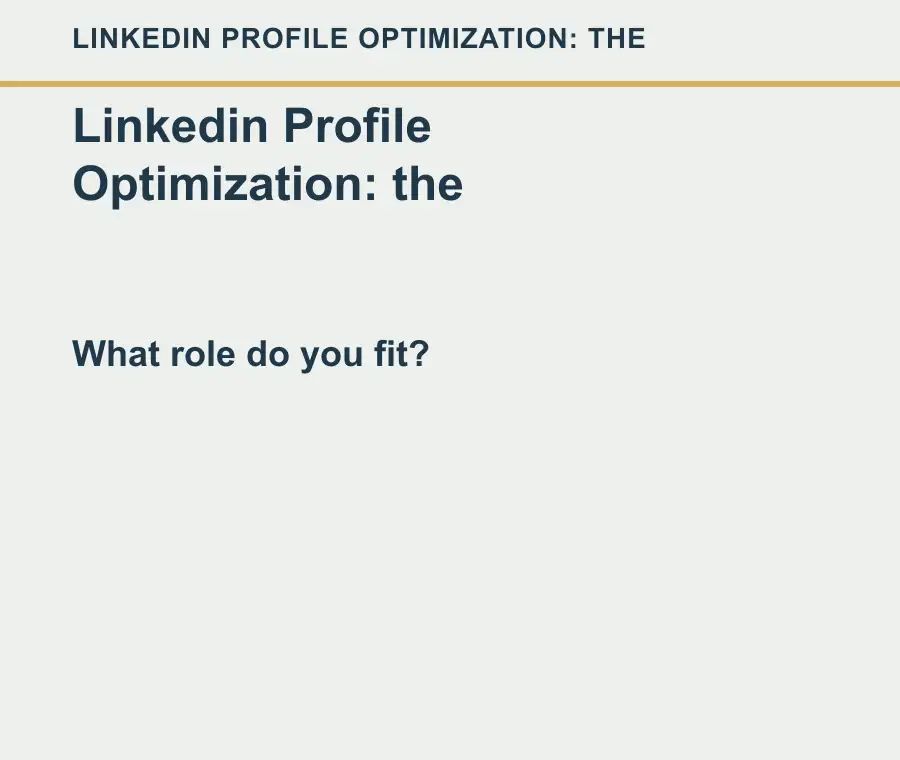 LINKEDIN PROFILE OPTIMIZATION: THE
Linkedin Profile
Optimization: the
What role do you fit?